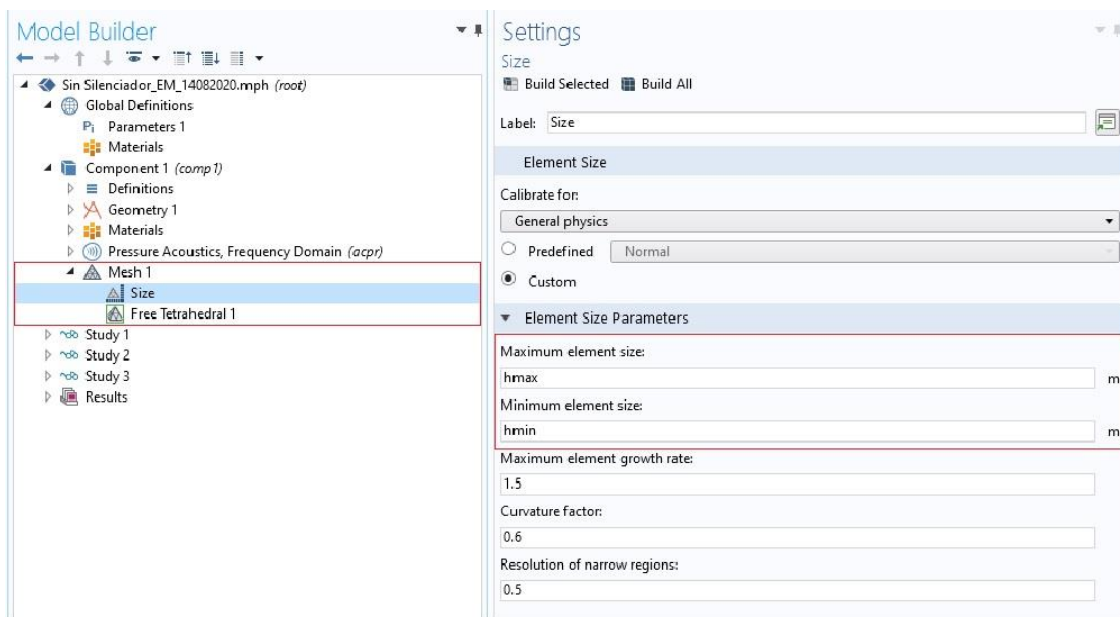 Model Builder
Sin Silenciador_EM_14082020.mph (root)
Global Definitions
Pi Parameters 1
Materials
Component 1 (comp1)
Definitions
Geometry 1
Materials
Pressure Acoustics, Frequency Domain (acpr)
Mesh 1
Size
Free Tetrahedral 1
Study 1
Study 2
Study 3
Results
Settings
Size
Build Selected Build All
Label: Size
Element Size
Calibrate for:
General physics
Predefined Normal
Custom
Element Size Parameters
Maximum element size:
hmax m
Minimum element size:
hmin m
Maximum element growth rate:
1.5
Curvature factor:
0.6
Resolution of narrow regions:
0.5